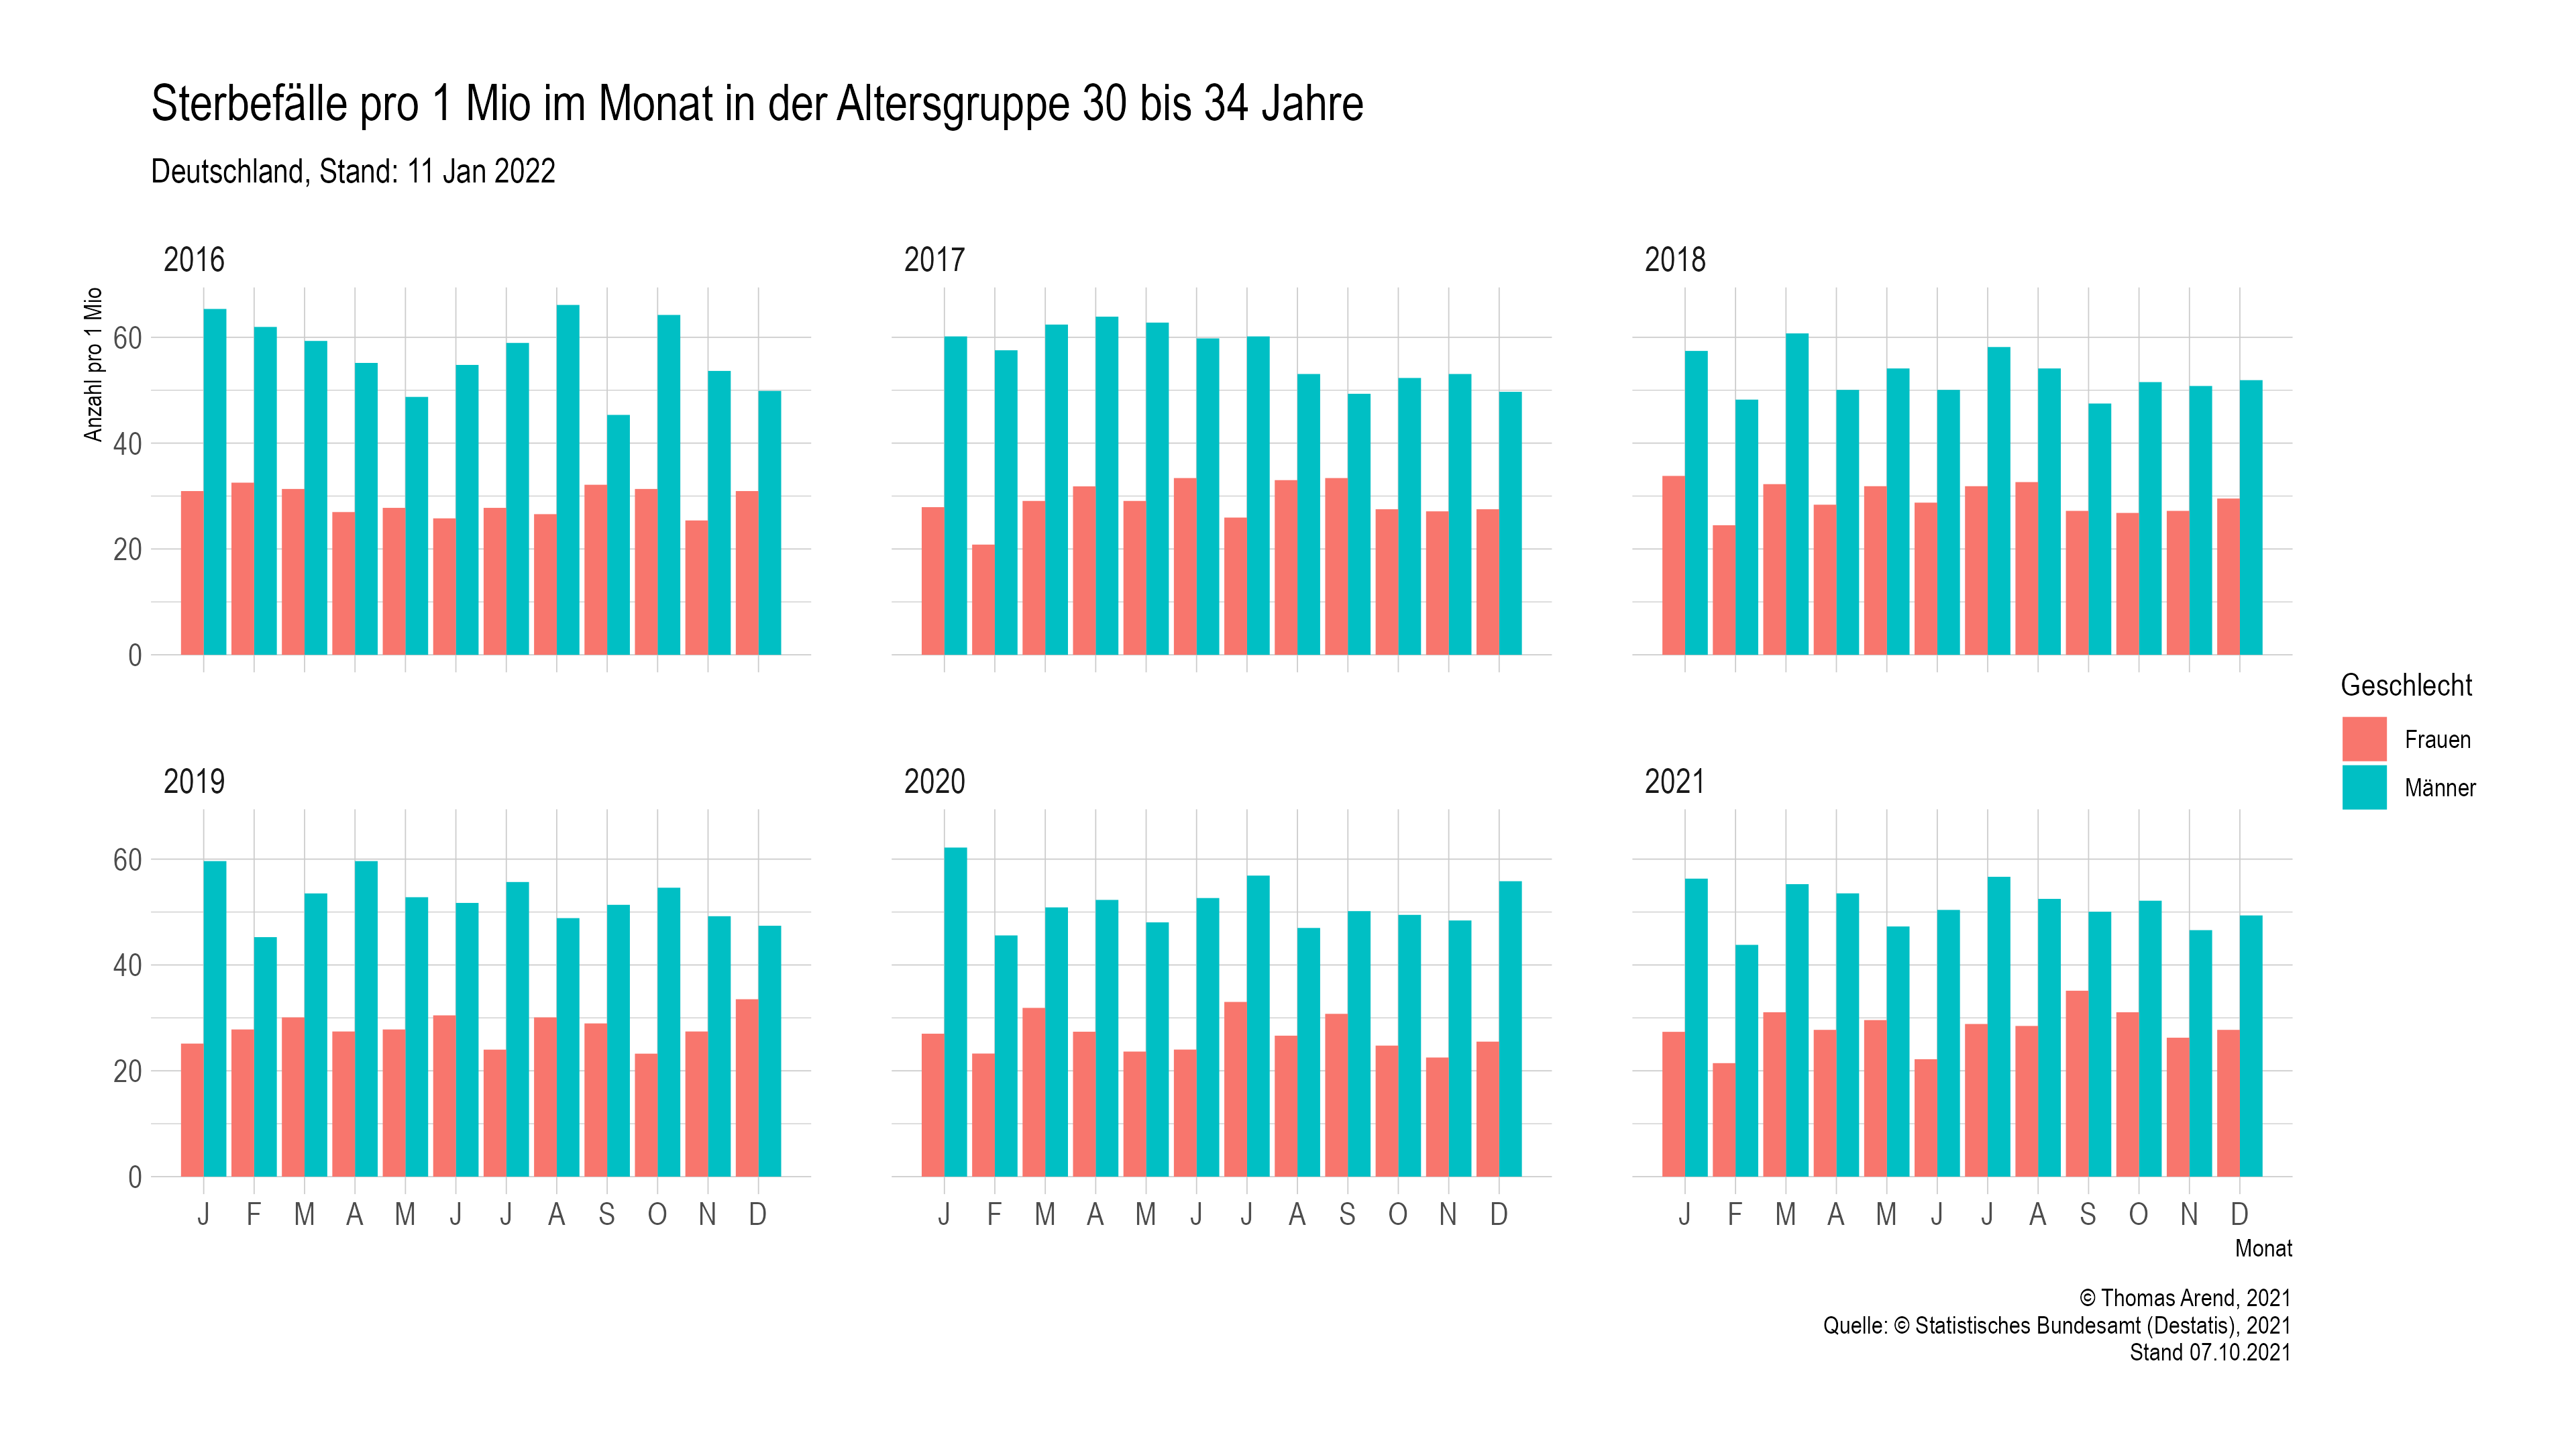 Sterbefälle pro 1 Mio im Monat in der Altersgruppe 30 bis 34 Jahre
Deutschland, Stand: 11 Jan 2022
2016
2017
2018
Anzahl pro 1 Mio
60
40
20
0
Geschlecht
Frauen
Männer
2019
2020
2021
60
40
20
0
J F M A M J J A S O N D
J F M A M J J A S O N D
J F M A M J J A S O N D
Monat
© Thomas Arend, 2021
Quelle: © Statistisches Bundesamt (Destatis), 2021
Stand 07.10.2021